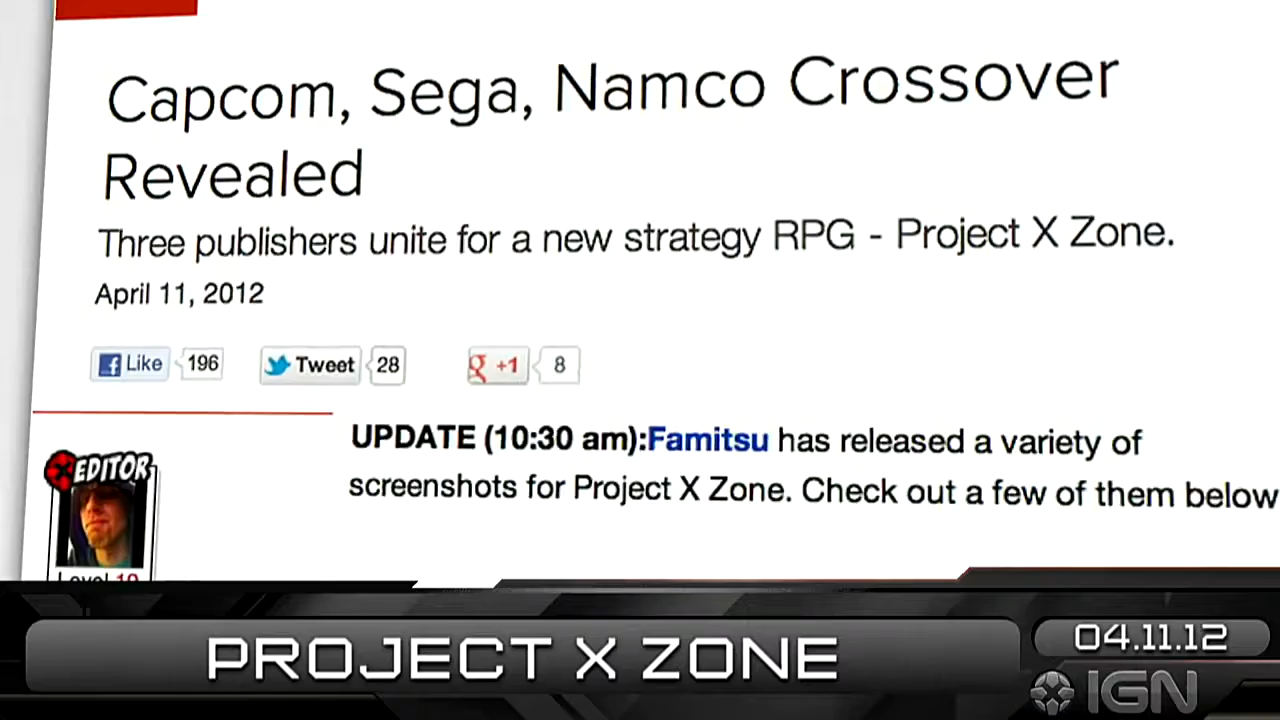 Capcom, Sega, Namco Crossover
Revealed
Three publishers unite for a new strategy RPG - Project X Zone.
April 11, 2012
Like 196 Tweet 28 +1 8
UPDATE (10:30 am):Famitsu has released a variety of
screenshots for Project X Zone. Check out a few of them below
EDITOR
Level 10
PROJECT X ZONE
04.11.12
IGN